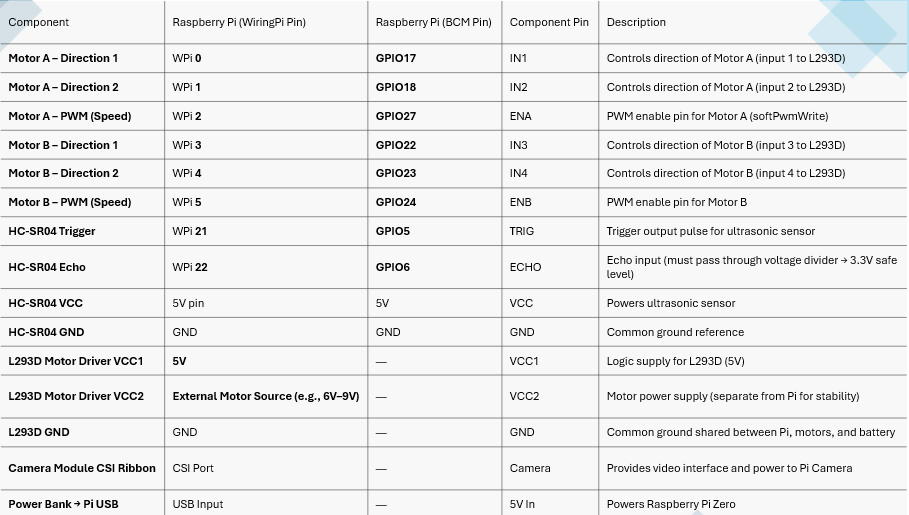 Component Raspberry Pi (WiringPi Pin) Raspberry Pi (BCM Pin) Component Pin Description
Motor A – Direction 1 WPi 0 GPIO17 IN1 Controls direction of Motor A (input 1 to L293D)
Motor A – Direction 2 WPi 1 GPIO18 IN2 Controls direction of Motor A (input 2 to L293D)
Motor A – PWM (Speed) WPi 2 GPIO27 ENA PWM enable pin for Motor A (softPwmWrite)
Motor B – Direction 1 WPi 3 GPIO22 IN3 Controls direction of Motor B (input 3 to L293D)
Motor B – Direction 2 WPi 4 GPIO23 IN4 Controls direction of Motor B (input 4 to L293D)
Motor B – PWM (Speed) WPi 5 GPIO24 ENB PWM enable pin for Motor B
HC-SR04 Trigger WPi 21 GPIO5 TRIG Trigger output pulse for ultrasonic sensor
HC-SR04 Echo WPi 22 GPIO6 ECHO Echo input (must pass through voltage divider → 3.3V safe
level)
HC-SR04 VCC 5V pin 5V VCC Powers ultrasonic sensor
HC-SR04 GND GND GND GND Common ground reference
L293D Motor Driver VCC1 5V — VCC1 Logic supply for L293D (5V)
L293D Motor Driver VCC2 External Motor Source (e.g., 6V–9V) — VCC2 Motor power supply (separate from Pi for stability)
L293D GND GND — GND Common ground shared between Pi, motors, and battery
Camera Module CSI Ribbon CSI Port — Camera Provides video interface and power to Pi Camera
Power Bank → Pi USB USB Input — 5V In Powers Raspberry Pi Zero